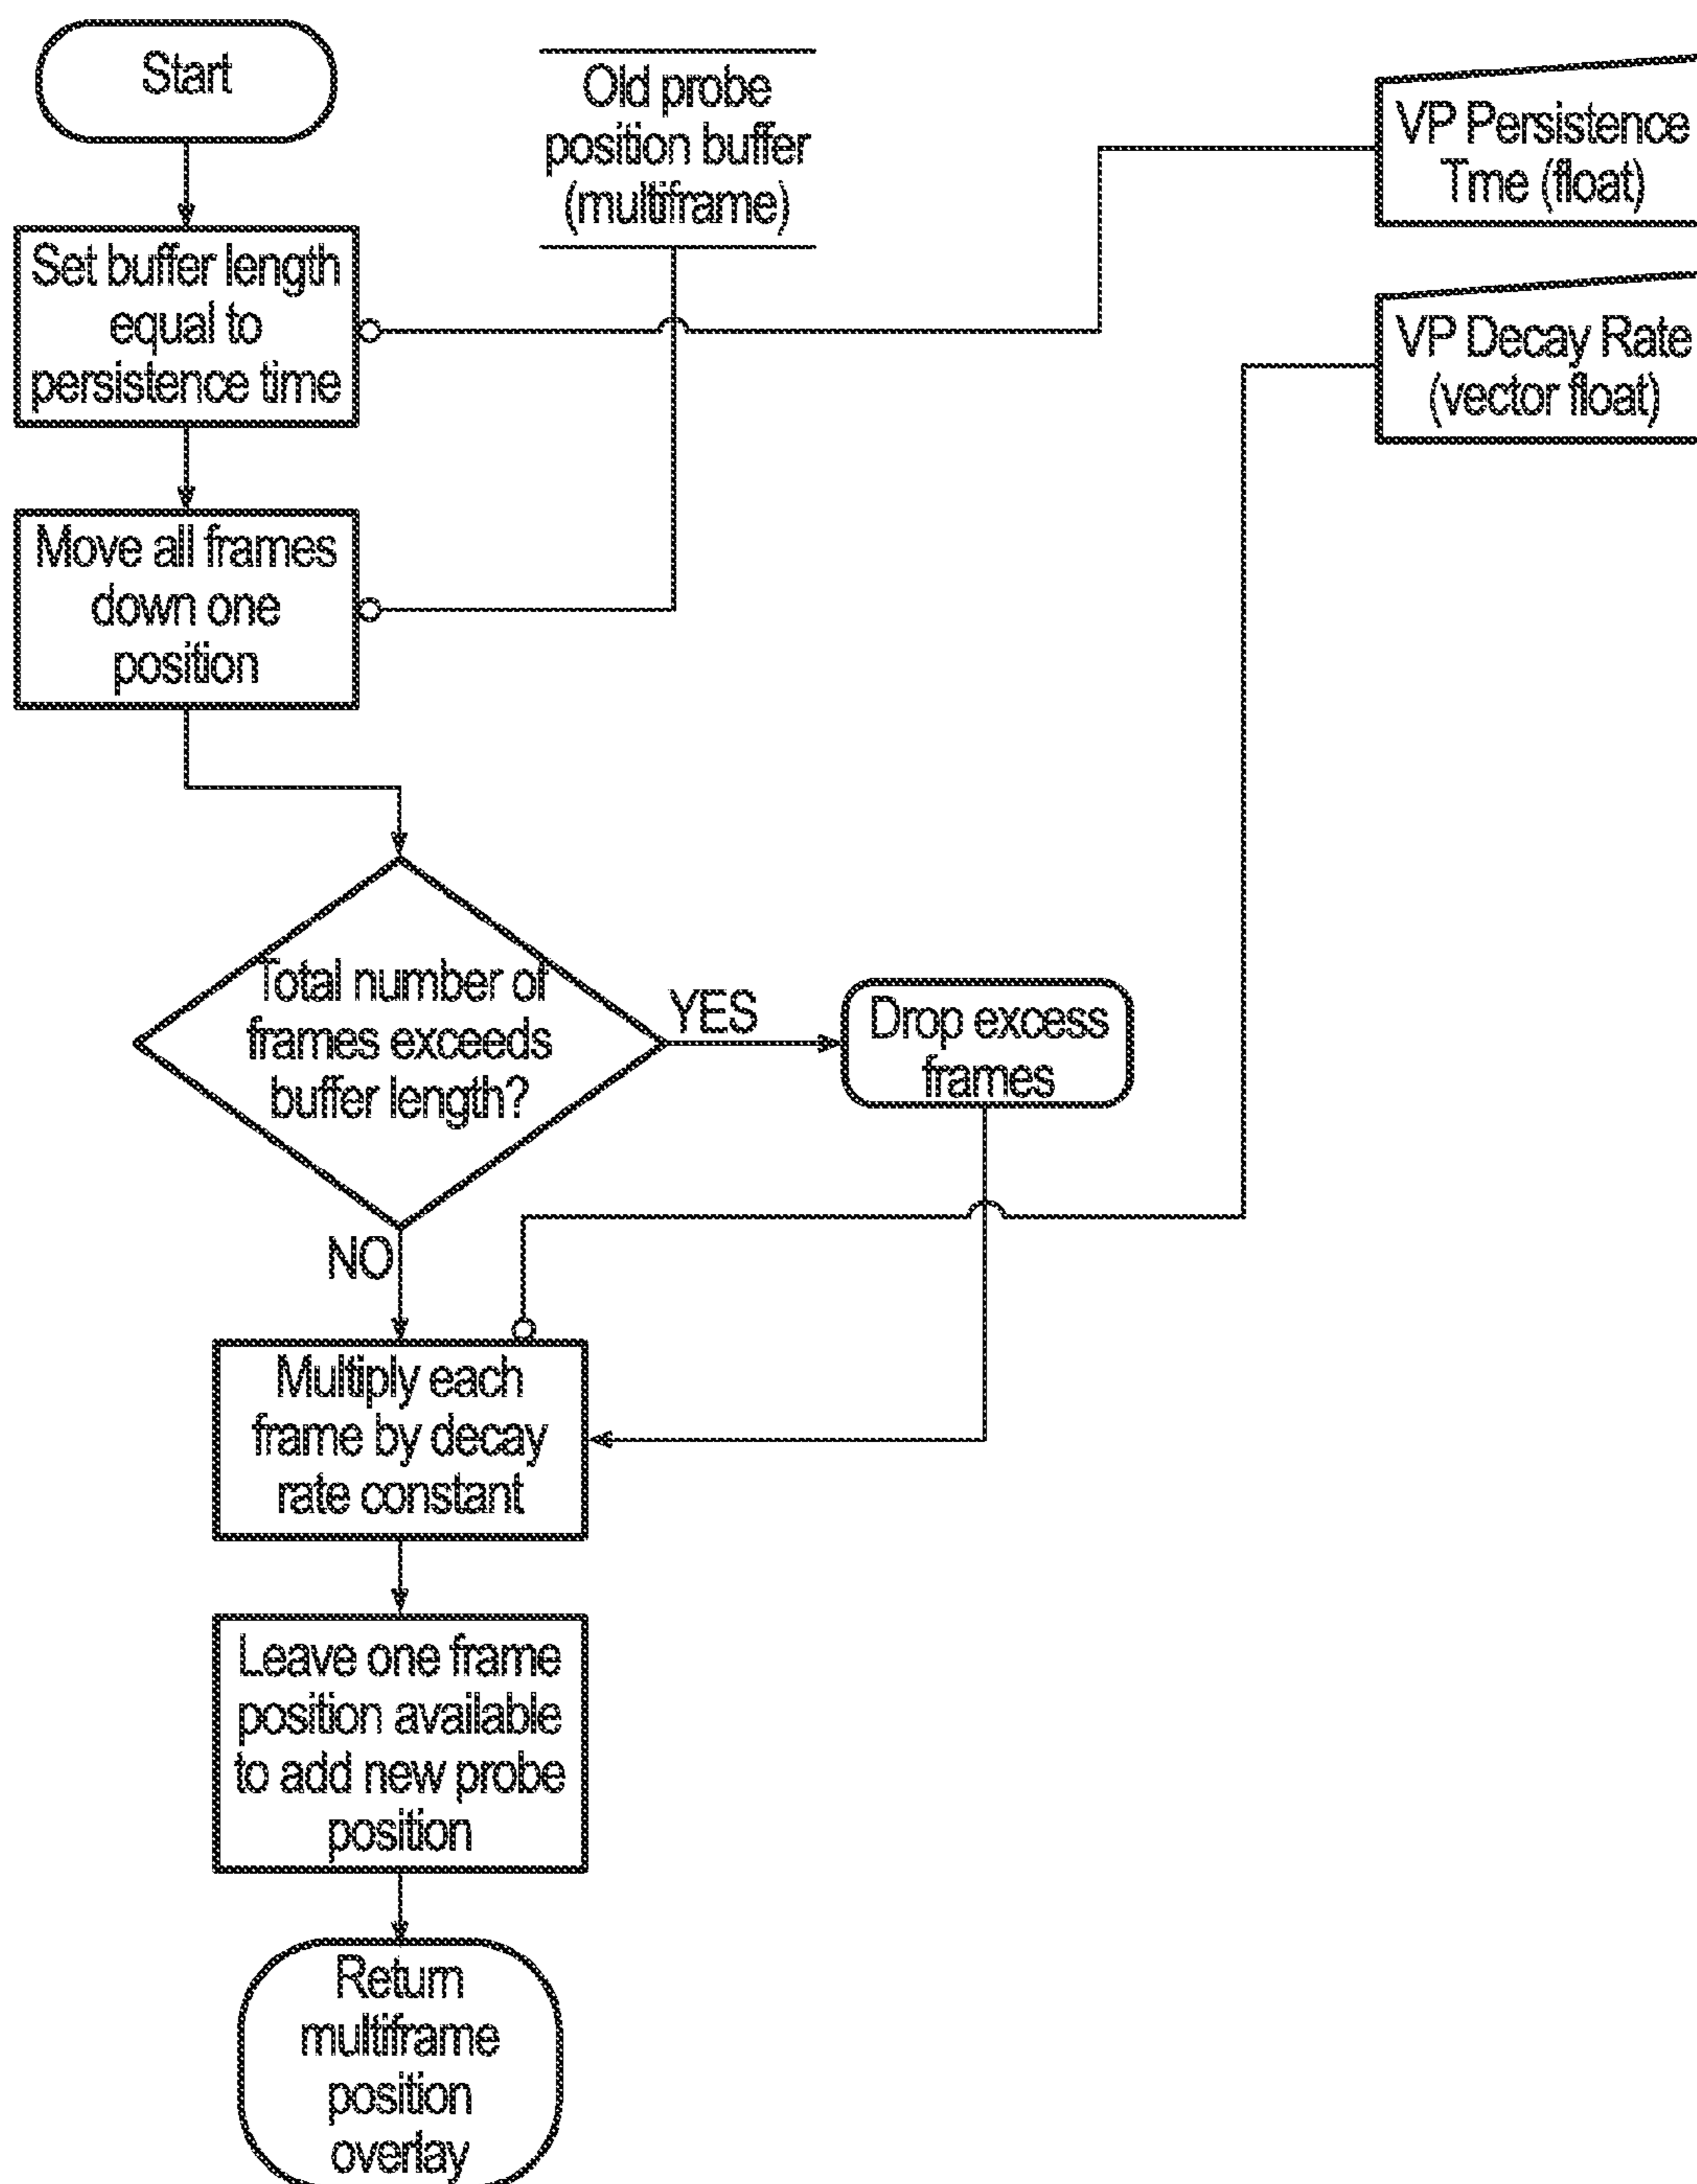 Start
Old probe
position buffer
(multiframe)
VP Persistence
Tme (float)
Set buffer length
equal to
persistence time
VP Decay Rate
(vector float)
Move all frames
down one
position
Total number of
frames exceeds
buffer length?
YES
Drop excess
frames
NO
Multiply each
frame by decay
rate constant
Leave one frame
position available
to add new probe
position
Return
multiframe
position
overlay